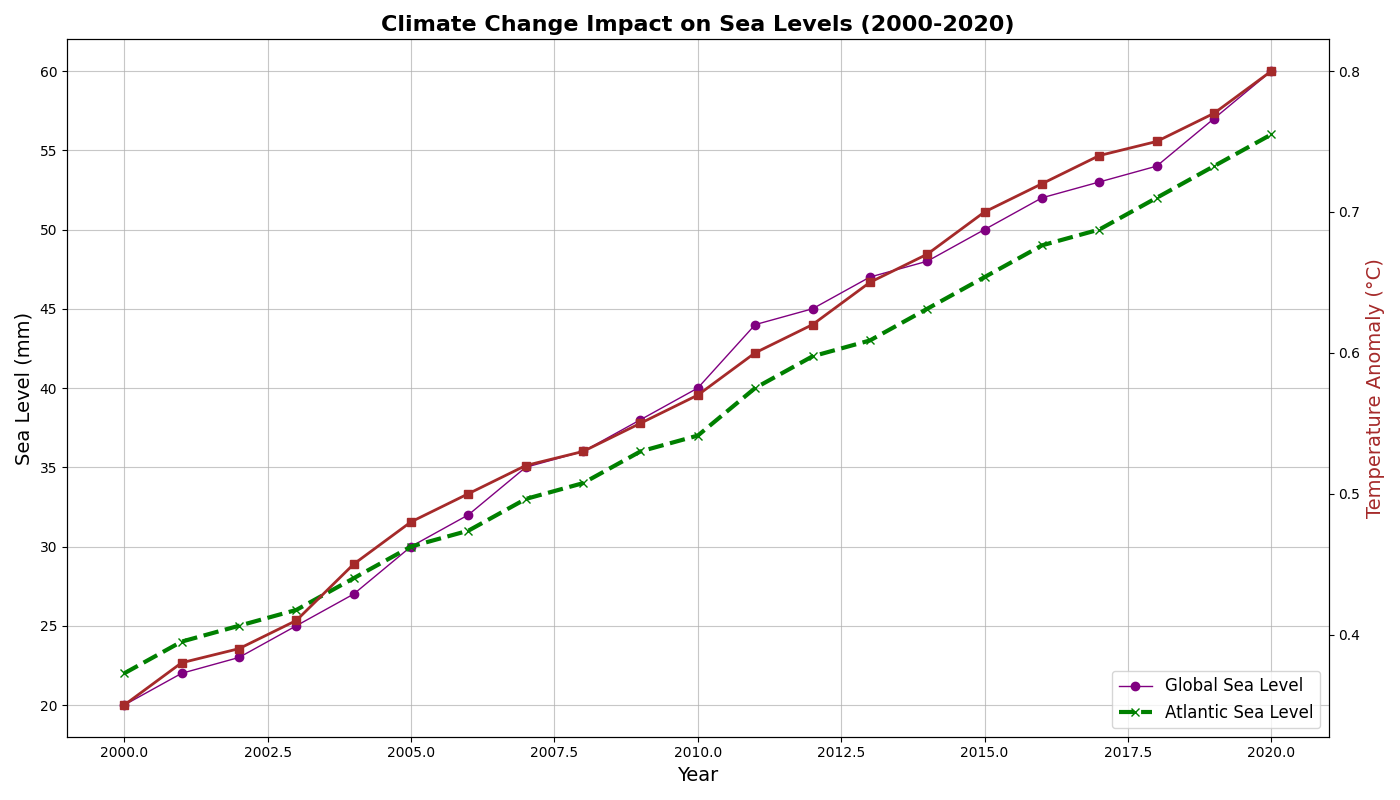 Climate Change Impact on Sea Levels (2000-2020)
60
55
50
45
40
35
30
25
20
Sea Level (mm)
0.8
0.7
0.6
0.5
0.4
Temperature Anomaly (°C)
Global Sea Level
Atlantic Sea Level
2000.0 2002.5 2005.0 2007.5 2010.0 2012.5 2015.0 2017.5 2020.0
Year